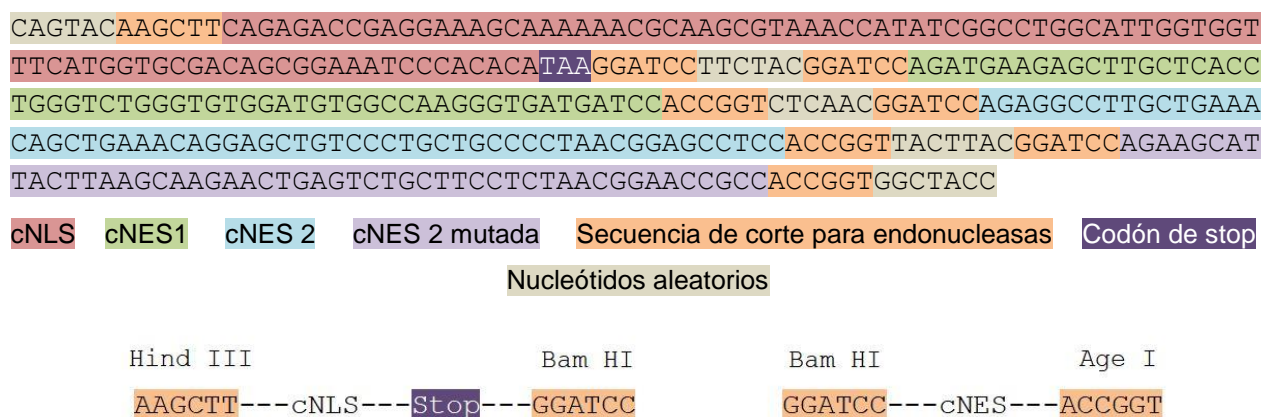 CAGTACAAGCTTCAGAGACCGAGGAAAGCAAAAAACGCAAGCGTAAACCATATCGGCCTGGCATTGGTGGT
TTCATGGTGCGACAGCGGAAATCCCACACATAAGGATCCTTCTACGGATCCAGATGAAGAGCTTGCTCACC
TGGGTCTGGGTGTGGATGTGGCCAAGGGTGATGATCCACCGGTCTCAACGGATCCAGAGGCCTTGCTGAAA
CAGCTGAAACAGGAGCTGTCCCTGCTGCCCCTAACGGAGCCTCCACCGGTTACTTACGGATCCAGAAGCAT
TACTTAAGCAAGAACTGAGTCTGCTTCCTCTAACGGAACCGCCACCGGTGGCTACC
cNLS cNES1 cNES 2 cNES 2 mutada Secuencia de corte para endonucleasas Codón de stop
Nucleótidos aleatorios
Hind III Bam HI Bam HI Age I
AAGCTT---cNLS---Stop---GGATCC GGATCC---cNES---ACCGGT